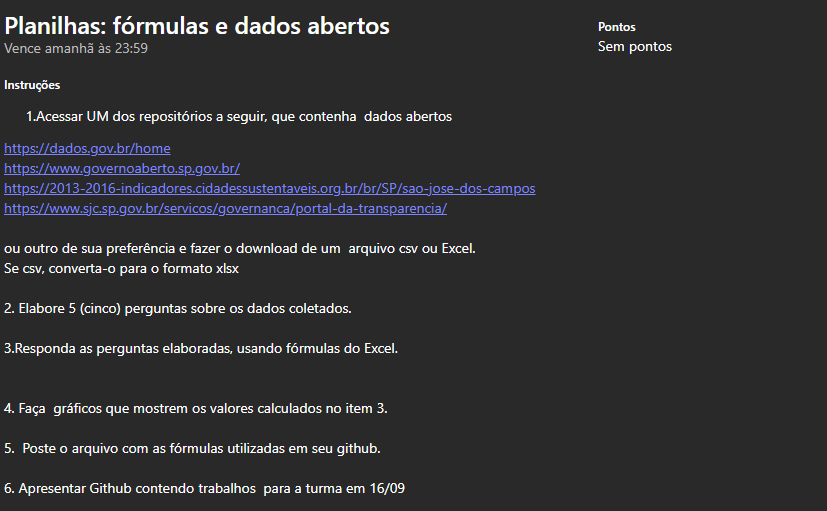 Planilhas: fórmulas e dados abertos
Vence amanhã às 23:59
Pontos
Sem pontos
Instruções
1.Acessar UM dos repositórios a seguir, que contenha  dados abertos
https://dados.gov.br/home
https://www.governoaberto.sp.gov.br/
https://2013-2016-indicadores.cidadessustentaveis.org.br/br/SP/sao-jose-dos-campos
https://www.sjc.sp.gov.br/servicos/governanca/portal-da-transparencia/
ou outro de sua preferência e fazer o download de um  arquivo csv ou Excel.
Se csv, converta-o para o formato xlsx
2. Elabore 5 (cinco) perguntas sobre os dados coletados.
3.Responda as perguntas elaboradas, usando fórmulas do Excel.
4. Faça  gráficos que mostrem os valores calculados no item 3.
5.  Poste o arquivo com as fórmulas utilizadas em seu github.
6. Apresentar Github contendo trabalhos  para a turma em 16/09